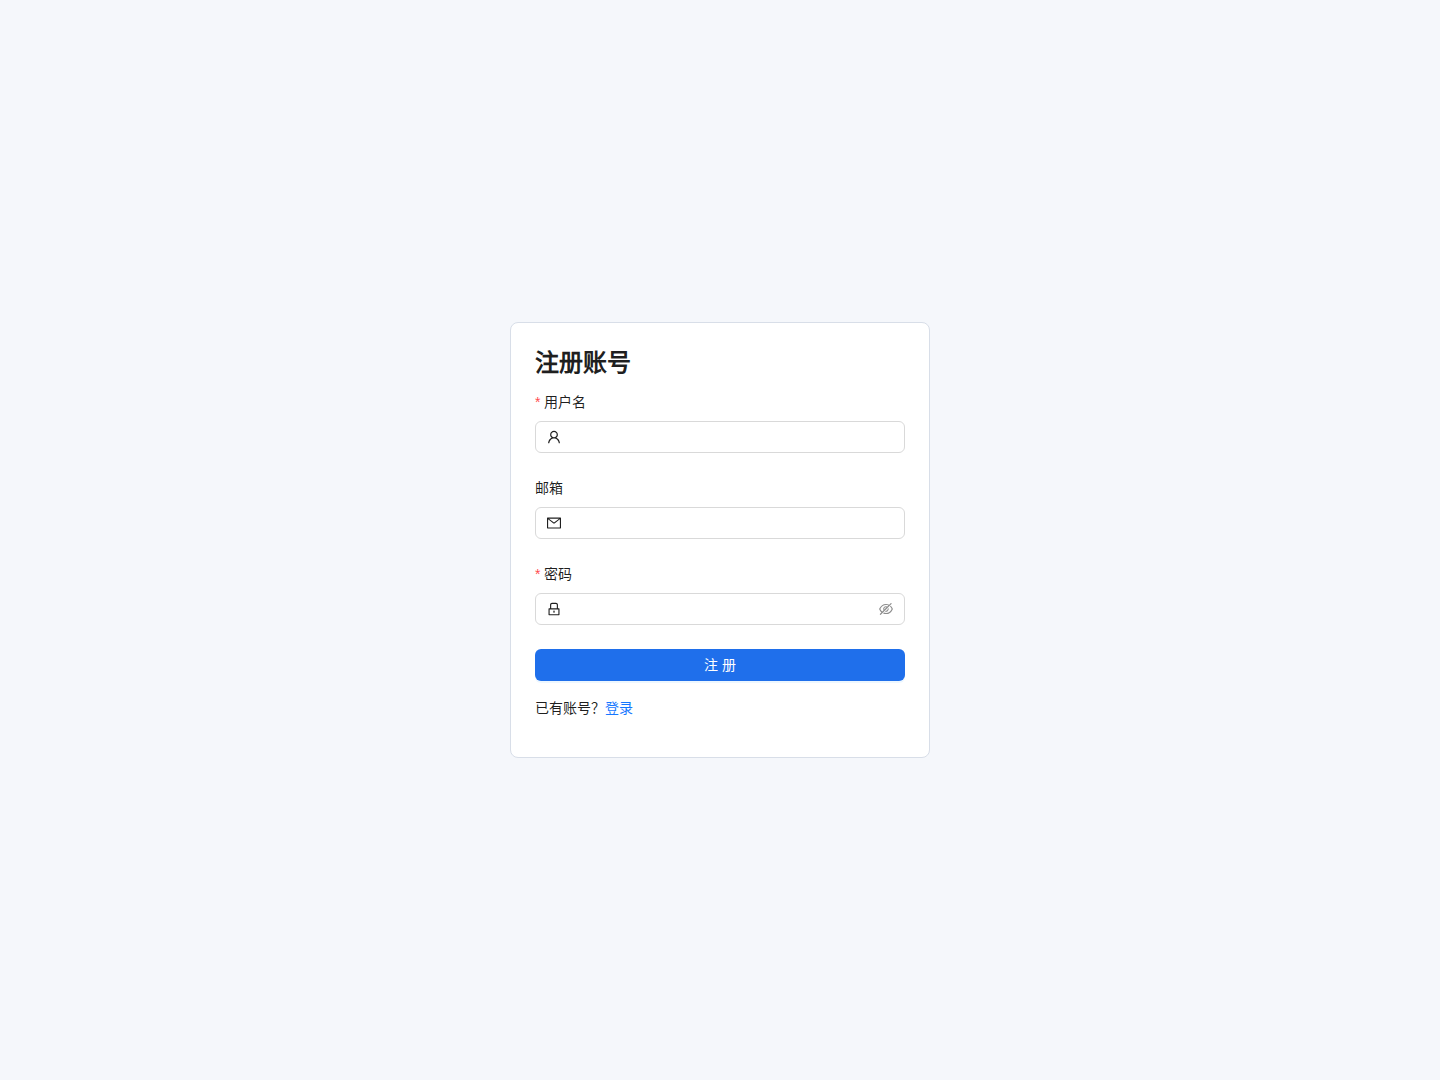 注册账号
* 用户名
邮箱
* 密码
注 册
已有账号？登录